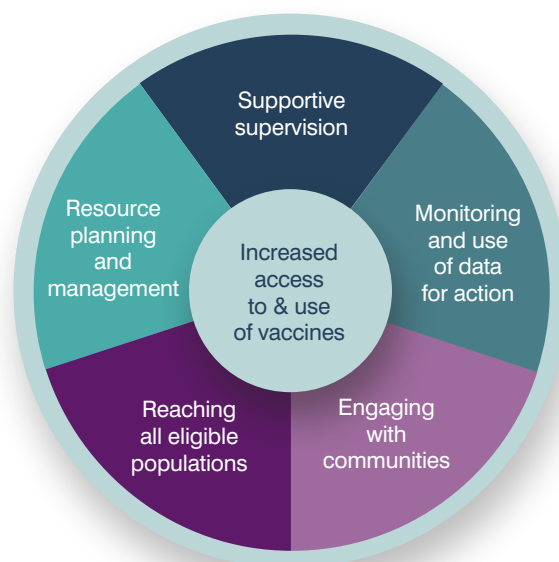 Supportive
supervision
Monitoring
and use
of data
for action
Engaging
with
communities
Reaching
all eligible
populations
Resource
planning
and
management
Increased
access
to & use
of vaccines